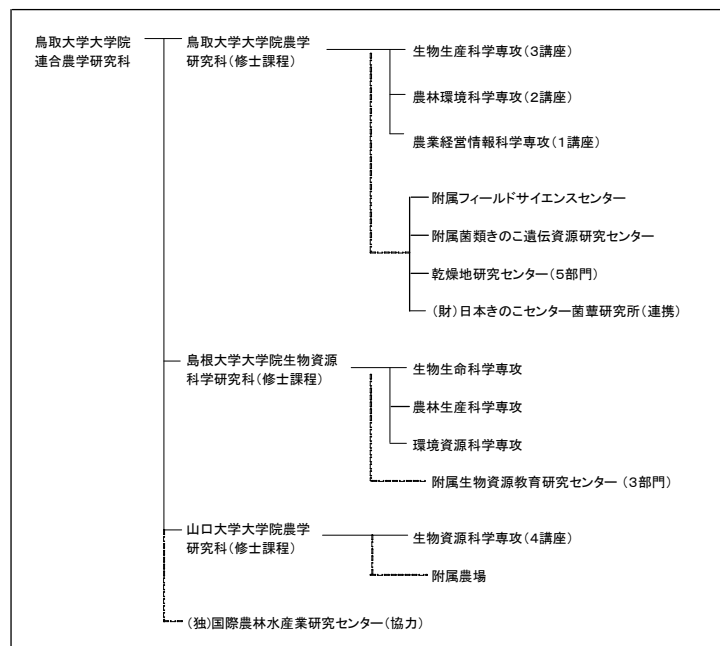 鳥取大学大学院
連合農学研究科
鳥取大学大学院農学
研究科(修士課程)
生物生産科学専攻(3講座)
農林環境科学専攻(2講座)
農業経営情報科学専攻(1講座)
附属フィールドサイエンスセンター
附属菌類きのこ遺伝資源研究センター
乾燥地研究センター(5部門)
(財)日本きのこセンター菌蕈研究所(連携)
島根大学大学院生物資源
科学研究科(修士課程)
生物生命科学専攻
農林生産科学専攻
環境資源科学専攻
附属生物資源教育研究センター (3部門)
山口大学大学院農学
研究科(修士課程)
生物資源科学専攻(4講座)
附属農場
(独)国際農林水産業研究センター(協力)